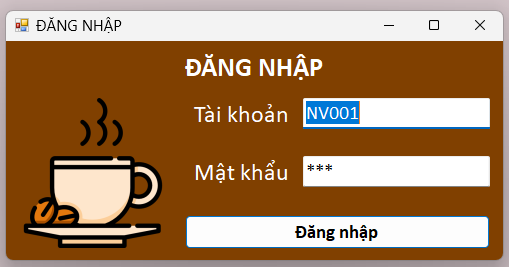 ĐĂNG NHẬP
ĐĂNG NHẬP
Tài khoản NV001
Mật khẩu ***
Đăng nhập